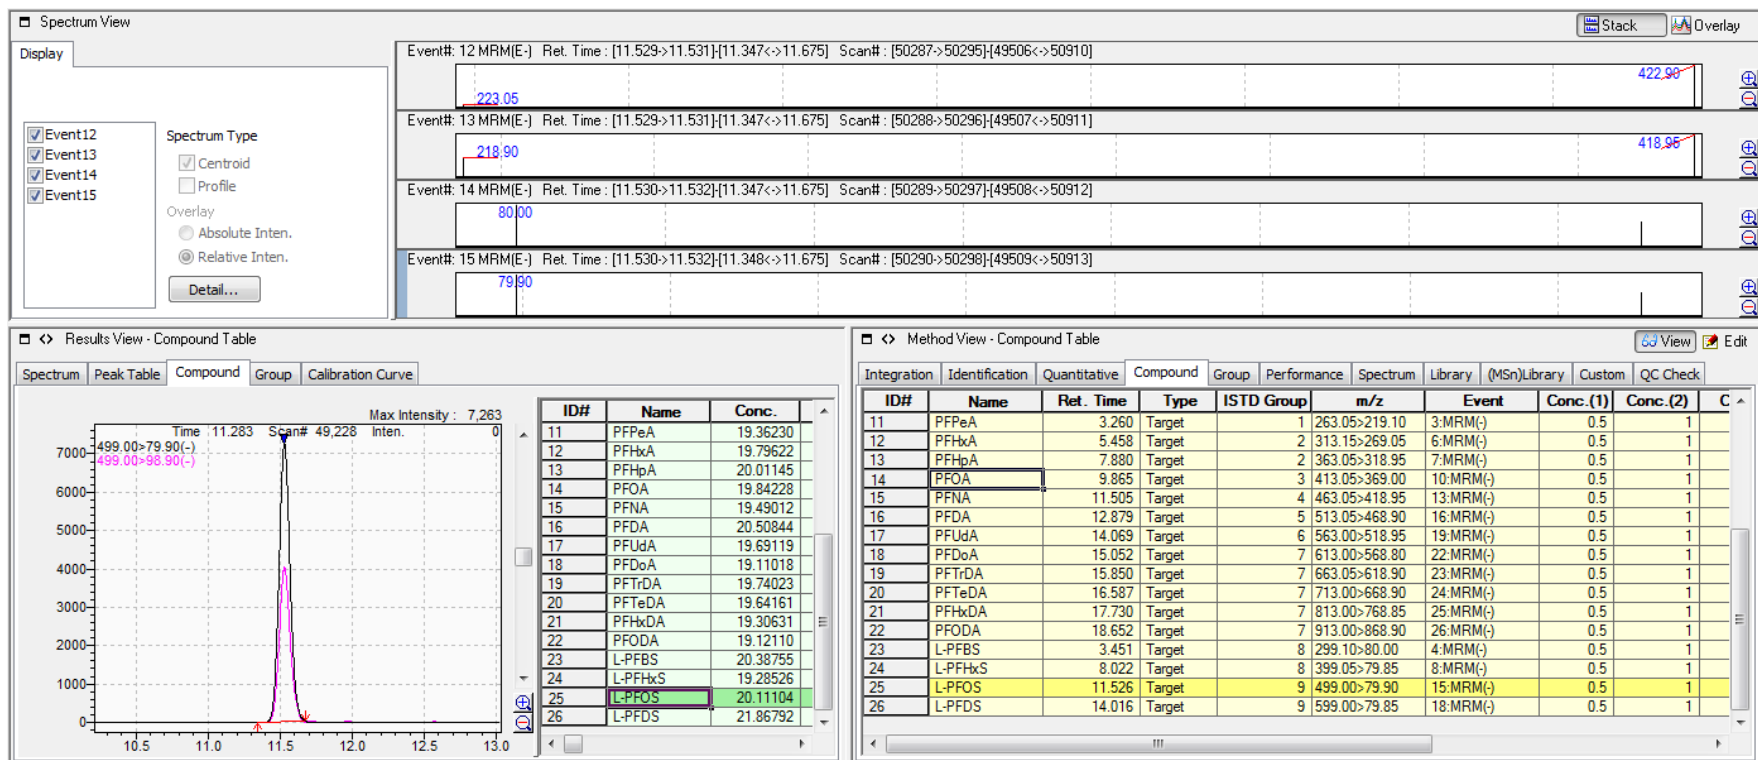 Spectrum View
Stack
Overlay
Display
Event12
Event13
Event14
Event15
Spectrum Type
Centroid
Profile
Overlay
Absolute Inten.
Relative Inten.
Detail...
Event#: 12 MRM(E-)  Ret. Time : [11.529->11.531]-[11.347<->11.675]  Scan# : [50287->50295]-[49506<->50910]
223.05
422.90
Event#: 13 MRM(E-)  Ret. Time : [11.529->11.531]-[11.347<->11.675]  Scan# : [50288->50296]-[49507<->50911]
218.90
418.95
Event#: 14 MRM(E-)  Ret. Time : [11.530->11.532]-[11.347<->11.675]  Scan# : [50289->50297]-[49508<->50912]
80.00
Event#: 15 MRM(E-)  Ret. Time : [11.530->11.532]-[11.348<->11.675]  Scan# : [50290->50298]-[49509<->50913]
79.90
Results View - Compound Table
Spectrum Peak Table Compound Group Calibration Curve
Max Intensity : 7,263
Time 11.283 Scan# 49,228 Inten. 0
499.00>79.90(-)
499.00>98.90(-)
7000
6000
5000
4000
3000
2000
1000
0
10.5 11.0 11.5 12.0 12.5 13.0
ID# Name Conc.
11 PFPeA 19.36230
12 PFHxA 19.79622
13 PFHpA 20.01145
14 PFOA 19.84228
15 PFNA 19.49012
16 PFDA 20.50844
17 PFUdA 19.69119
18 PFDoA 19.11018
19 PFTrDA 19.74023
20 PFTeDA 19.64161
21 PFHxDA 19.30631
22 PFODA 19.12110
23 L-PFBS 20.38755
24 L-PFHxS 19.28526
25 L-PFOS 20.11104
26 L-PFDS 21.86792
Method View - Compound Table
View
Edit
Integration Identification Quantitative Compound Group Performance Spectrum Library (MSn)Library Custom QC Check
ID# Name Ret. Time Type ISTD Group m/z Event Conc.(1) Conc.(2) C
11 PFPeA 3.260 Target 1 263.05>219.10 3:MRM(-) 0.5 1
12 PFHxA 5.458 Target 2 313.15>269.05 6:MRM(-) 0.5 1
13 PFHpA 7.880 Target 2 363.05>318.95 7:MRM(-) 0.5 1
14 PFOA 9.865 Target 3 413.05>369.00 10:MRM(-) 0.5 1
15 PFNA 11.505 Target 4 463.05>418.95 13:MRM(-) 0.5 1
16 PFDA 12.879 Target 5 513.05>468.90 16:MRM(-) 0.5 1
17 PFUdA 14.069 Target 6 563.00>518.95 19:MRM(-) 0.5 1
18 PFDoA 15.052 Target 7 613.00>568.80 22:MRM(-) 0.5 1
19 PFTrDA 15.850 Target 7 663.05>618.90 23:MRM(-) 0.5 1
20 PFTeDA 16.587 Target 7 713.00>668.90 24:MRM(-) 0.5 1
21 PFHxDA 17.730 Target 7 813.00>768.85 25:MRM(-) 0.5 1
22 PFODA 18.652 Target 7 913.00>868.90 26:MRM(-) 0.5 1
23 L-PFBS 3.451 Target 8 299.10>80.00 4:MRM(-) 0.5 1
24 L-PFHxS 8.022 Target 8 399.05>79.85 8:MRM(-) 0.5 1
25 L-PFOS 11.526 Target 9 499.00>79.90 15:MRM(-) 0.5 1
26 L-PFDS 14.016 Target 9 599.00>79.85 18:MRM(-) 0.5 1